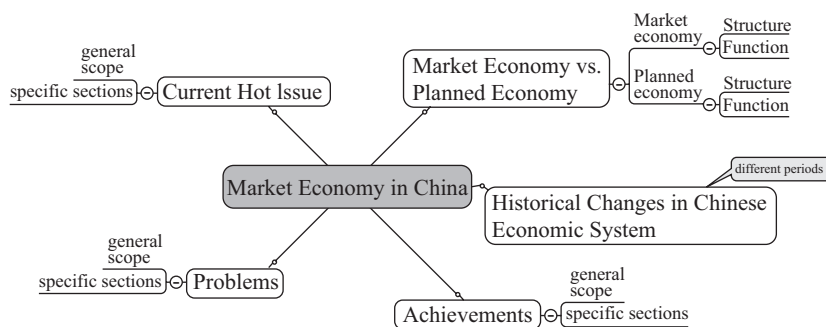 general
scope
specific sections
Current Hot lssue
Market Economy vs.
Planned Economy
Market
economy
Structure
Function
Planned
economy
Structure
Function
Market Economy in China
different periods
Historical Changes in Chinese
Economic System
general
scope
specific sections
Problems
Achievements
general
scope
specific sections